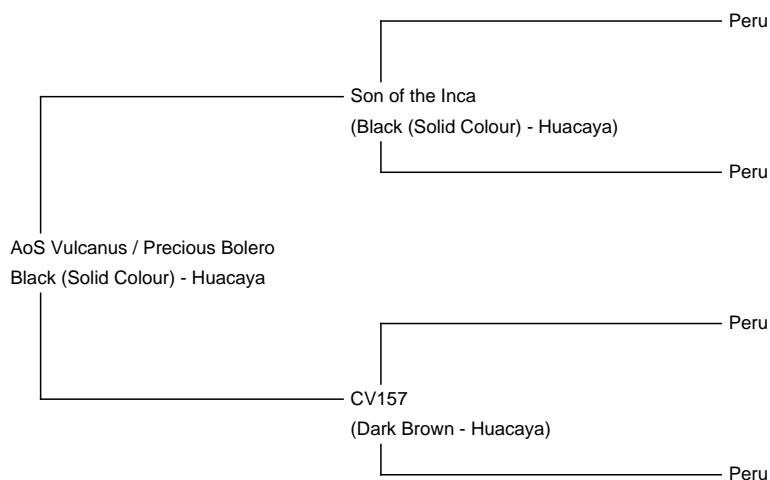 Peru
Son of the Inca
(Black (Solid Colour) - Huacaya)
Peru
AoS Vulcanus / Precious Bolero
Black (Solid Colour) - Huacaya
Peru
CV157
(Dark Brown - Huacaya)
Peru